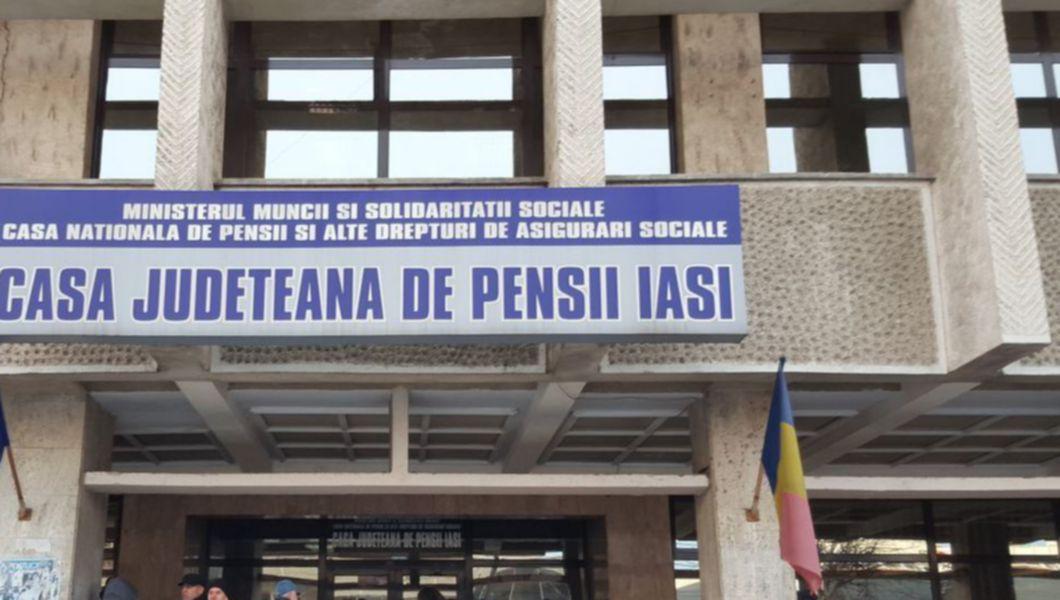 MINISTERUL MUNCII SI SOLIDARITATII SOCIALE
CASA NATIONALA DE PENSII SI ALTE DREPTURI DE ASIGURARI SOCIALE
CASA JUDETEANA DE PENSII IASI
CASA JUDETEANA DE PENSII IASI